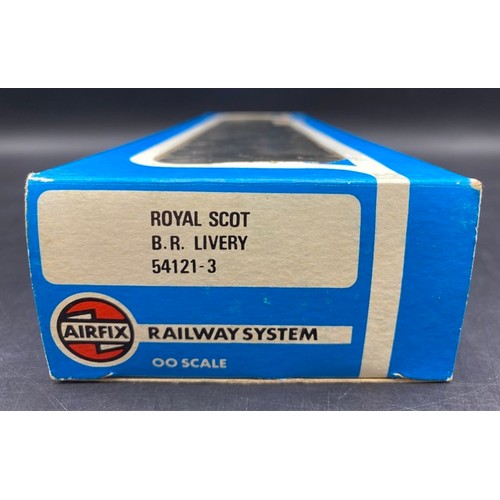 ROYAL SCOT
B.R. LIVERY
54121-3
AIRFIX
RAILWAY SYSTEM
OO SCALE